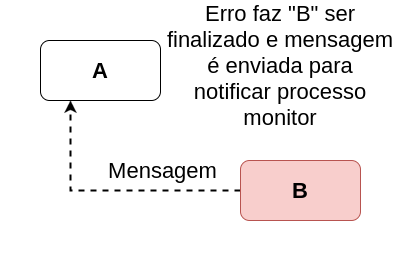 Erro faz "B" ser
finalizado e mensagem
é enviada para
notificar processo
monitor
A
Mensagem
B